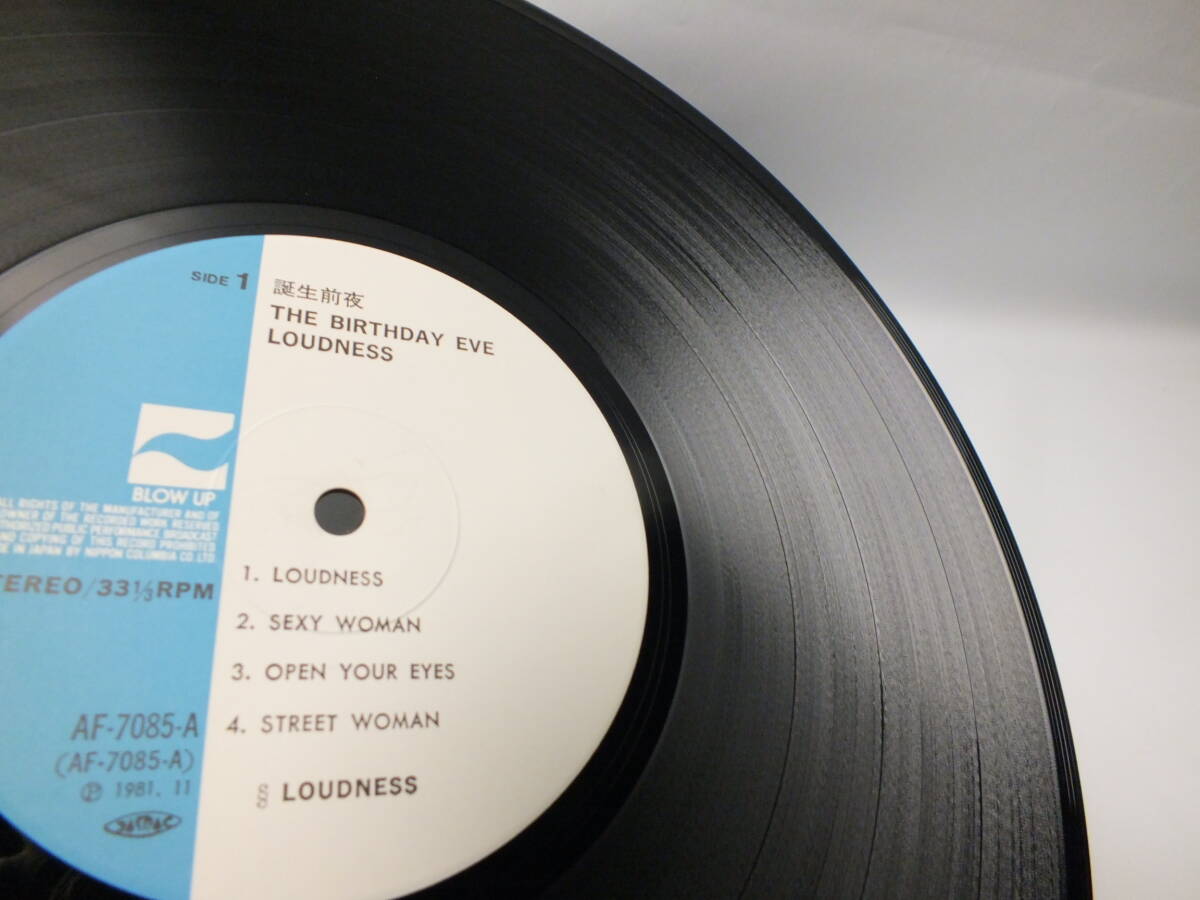 SIDE 1
誕生前夜
THE BIRTHDAY EVE
LOUDNESS
BLOW UP
ALL RIGHTS OF THE MANUFACTURER AND OF
OWNER OF THE RECORDED WORK RESERVED
PUBLIC PERFORMANCE BROADCAST
AND COPYING OF THIS RECORD PROHIBITED
IN JAPAN BY NIPPON COLUMBIA CO. LTD.
TEREO/33⅓RPM
1. LOUDNESS
2. SEXY WOMAN
3. OPEN YOUR EYES
4. STREET WOMAN
§ LOUDNESS
AF-7085-A
(AF-7085-A)
Ⓟ 1981. 11